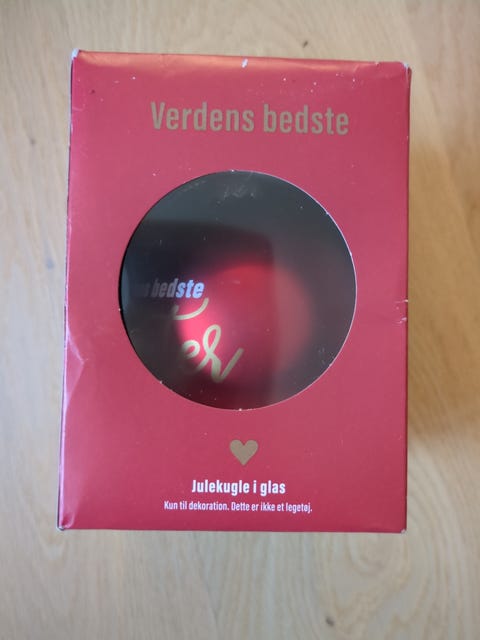 Verdens bedste
bedste
Julekugle i glas
Kun til dekoration. Dette er ikke et legetøj.